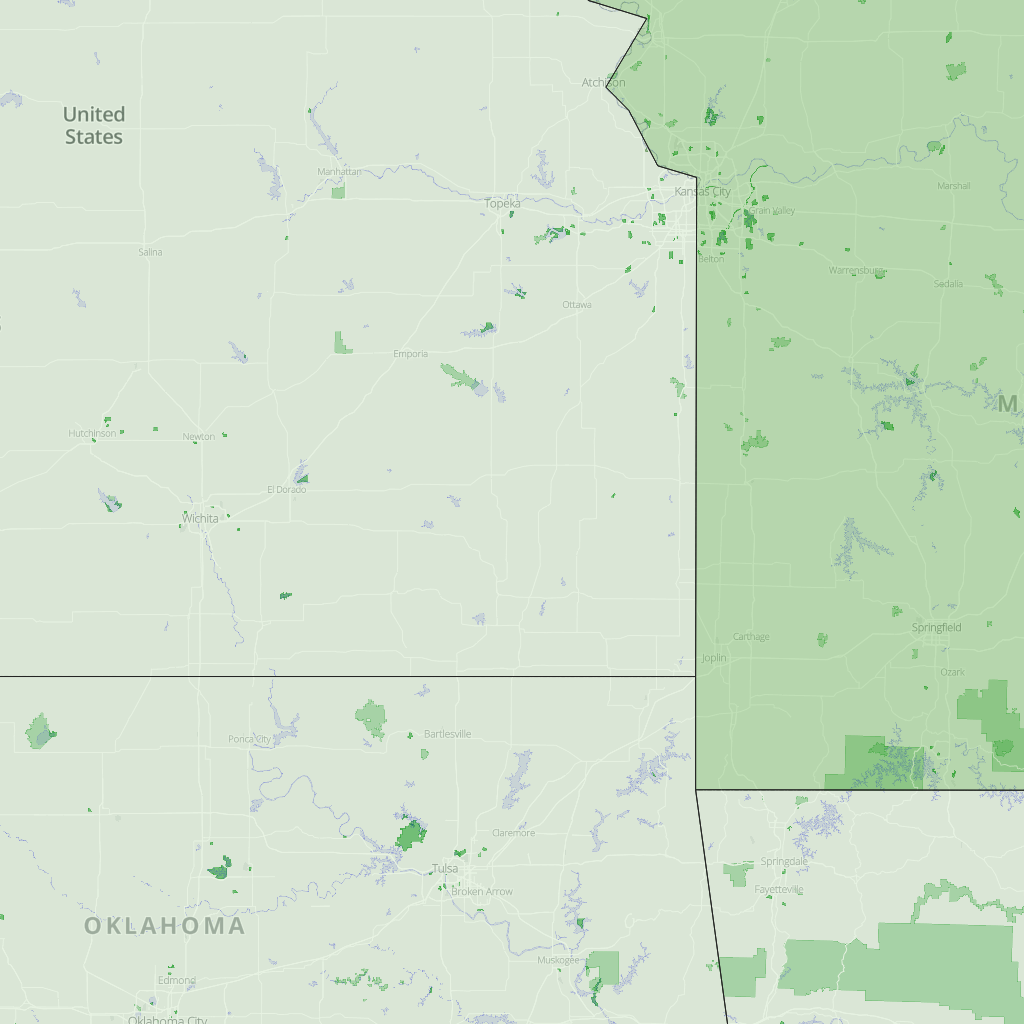 Atchison
United
States
Manhattan
Marshall
Kansas City
Topeka
Grain Valley
Salina
Belton
Warrensburg
Sedalia
Ottawa
Emporia
M
Hutchinson
Newton
El Dorado
Wichita
Springfield
Carthage
Joplin
Ozark
Ponca City
Bartlesville
Claremore
Springdale
Tulsa
Fayetteville
Broken Arrow
OKLAHOMA
Muskogee
Edmond
Oklahoma City